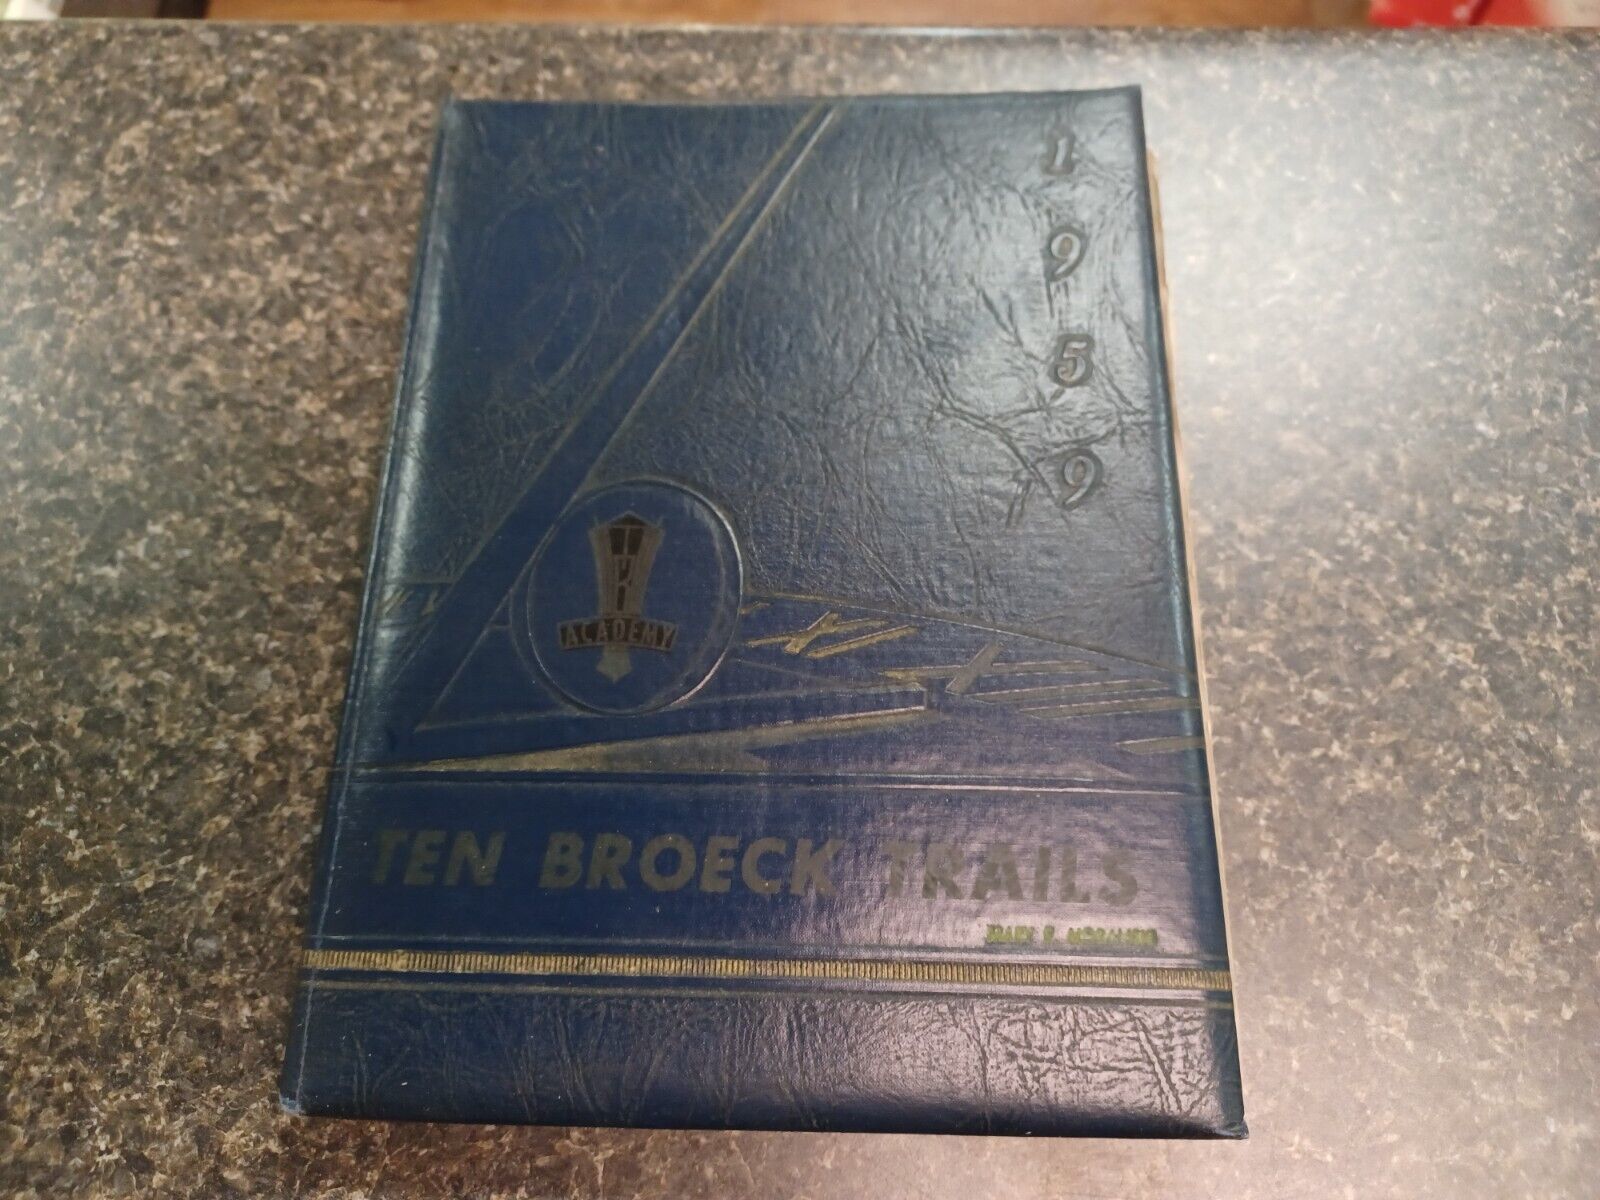 1959
ACADEMY
TEN BROECK TRAILS